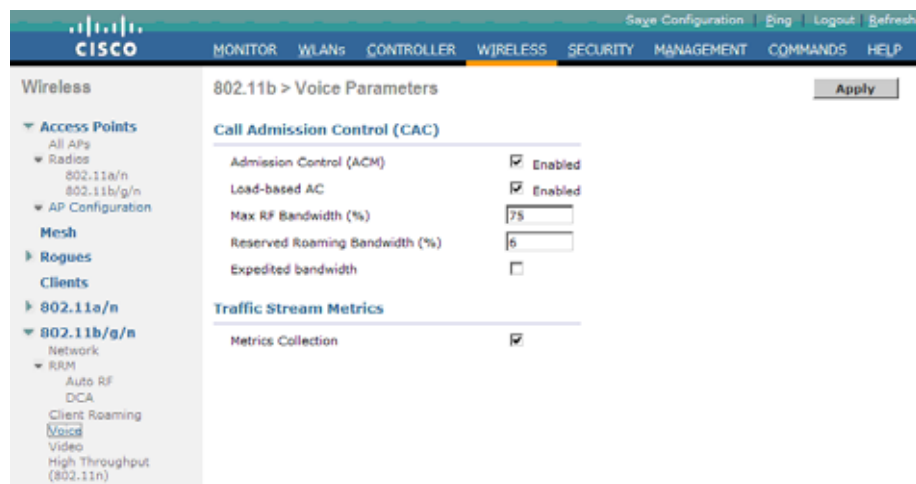 Save Configuration | Ping | Logout | Refresh
CISCO
MONITOR WLANs CONTROLLER WIRELESS SECURITY MANAGEMENT COMMANDS HELP
Wireless
Access Points
All APs
Radios
802.11a/n
802.11b/g/n
AP Configuration
Mesh
Rogues
Clients
802.11a/n
802.11b/g/n
Network
RRM
Auto RF
DCA
Client Roaming
Voice
Video
High Throughput
(802.11n)
802.11b > Voice Parameters
Apply
Call Admission Control (CAC)
Admission Control (ACM) Enabled
Load-based AC Enabled
Max RF Bandwidth (%) 75
Reserved Roaming Bandwidth (%) 6
Expedited bandwidth
Traffic Stream Metrics
Metrics Collection